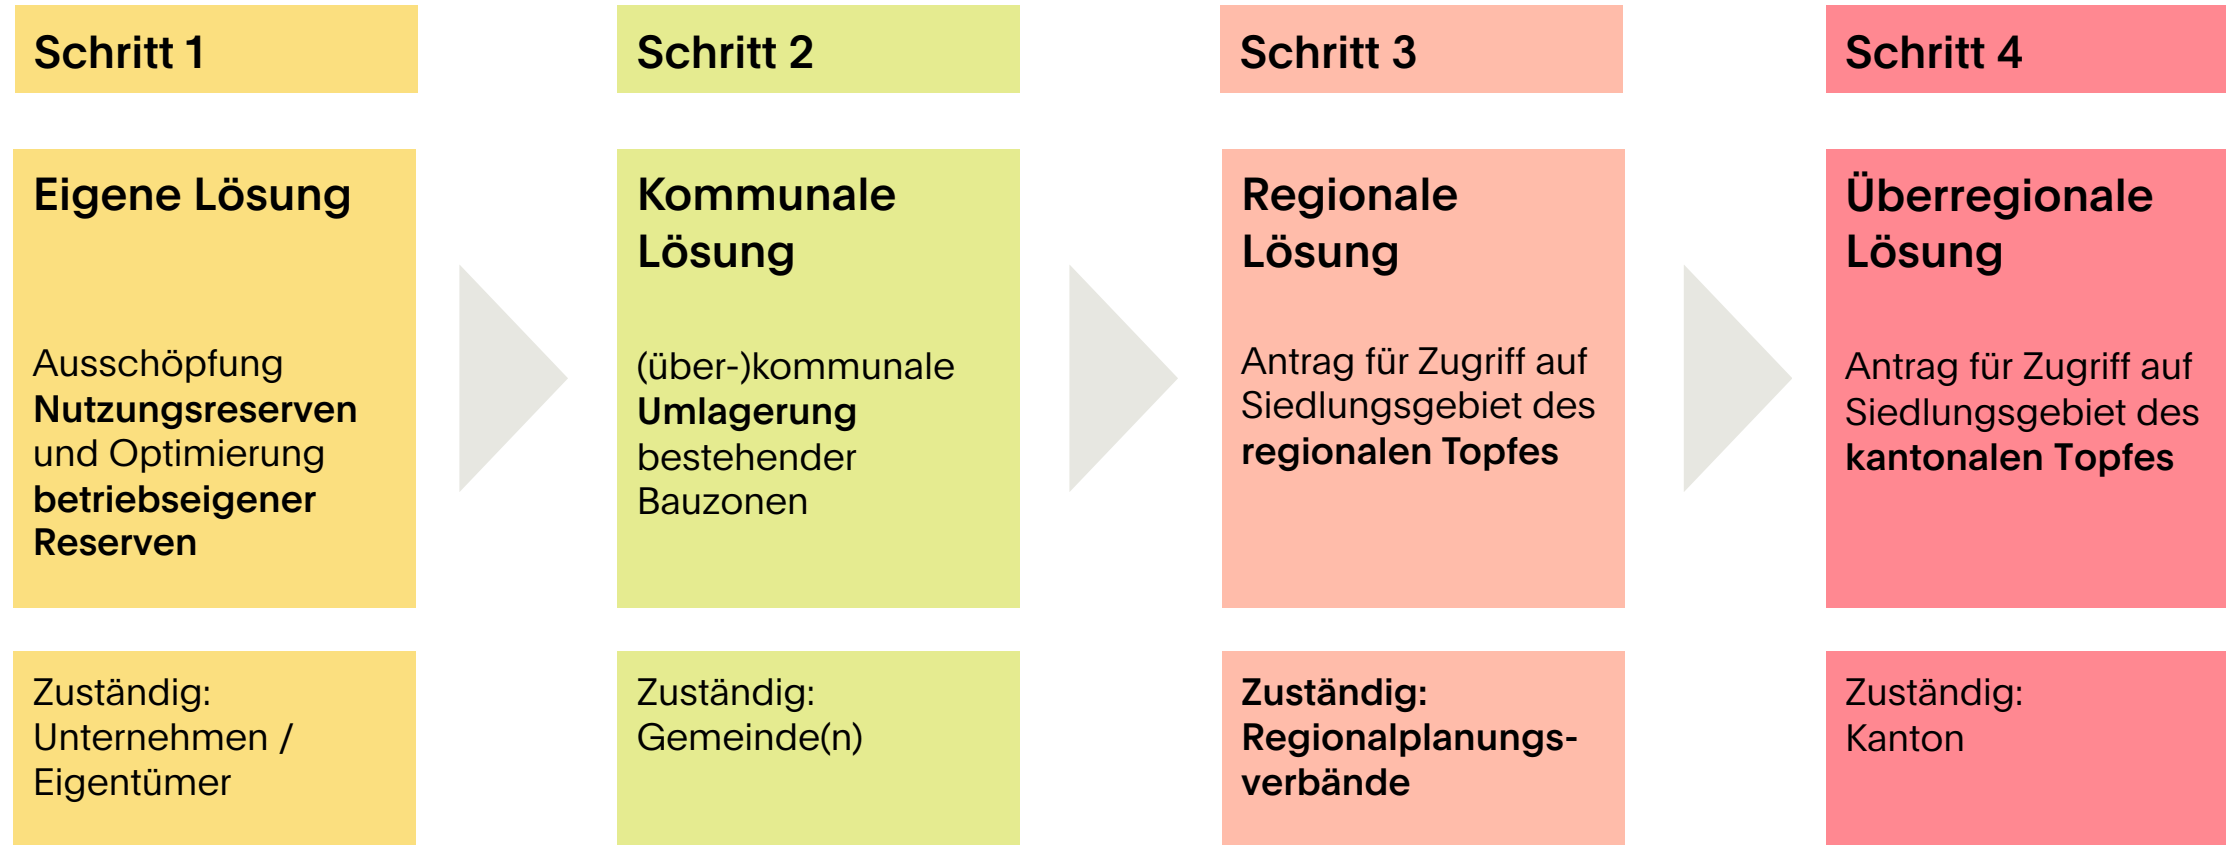 Schritt 1
Eigene Lösung
Ausschöpfung
Nutzungsreserven
und Optimierung
betriebseigener
Reserven
Zuständig:
Unternehmen /
Eigentümer
Schritt 2
Kommunale
Lösung
(über-)kommunale
Umlagerung
bestehender
Bauzonen
Zuständig:
Gemeinde(n)
Schritt 3
Regionale
Lösung
Antrag für Zugriff auf
Siedlungsgebiet des
regionalen Topfes
Zuständig:
Regionalplanungs-
verbände
Schritt 4
Überregionale
Lösung
Antrag für Zugriff auf
Siedlungsgebiet des
kantonalen Topfes
Zuständig:
Kanton